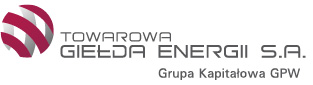 TOWAROWA
GIEŁDA ENERGII S.A.
Grupa Kapitałowa GPW